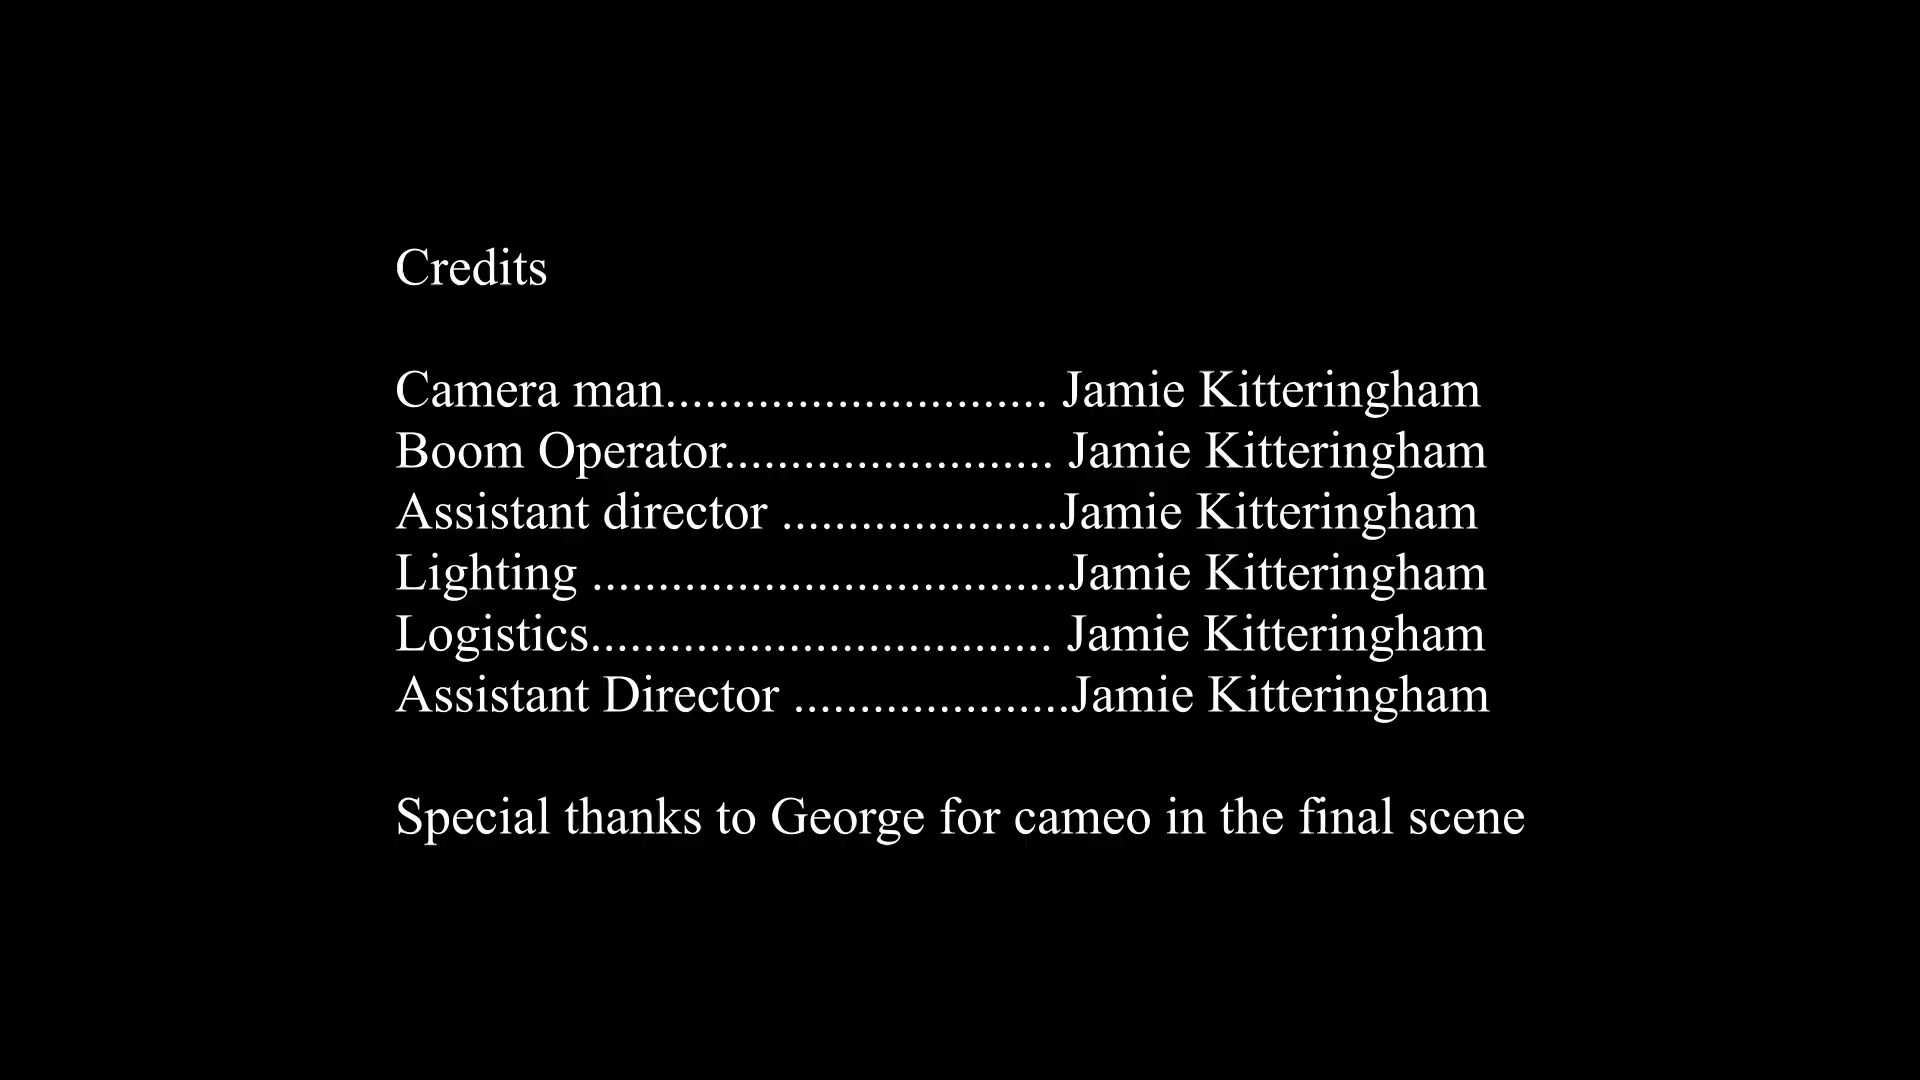 Credits
Camera man............................. Jamie Kitteringham
Boom Operator......................... Jamie Kitteringham
Assistant director .....................Jamie Kitteringham
Lighting ....................................Jamie Kitteringham
Logistics................................... Jamie Kitteringham
Assistant Director .....................Jamie Kitteringham
Special thanks to George for cameo in the final scene